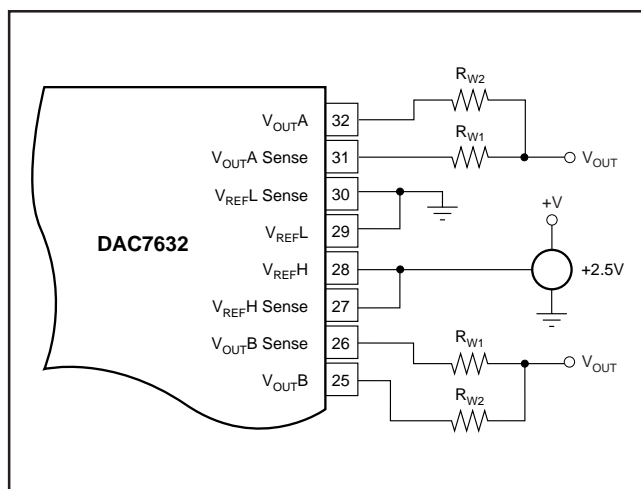 R_W2
V_OUTA 32
R_W1
V_OUTA Sense 31 V_OUT
V_REFL Sense 30
+V
V_REFL 29
DAC7632
V_REFH 28 +2.5V
V_REFH Sense 27
V_OUTB Sense 26 R_W1 V_OUT
V_OUTB 25
R_W2